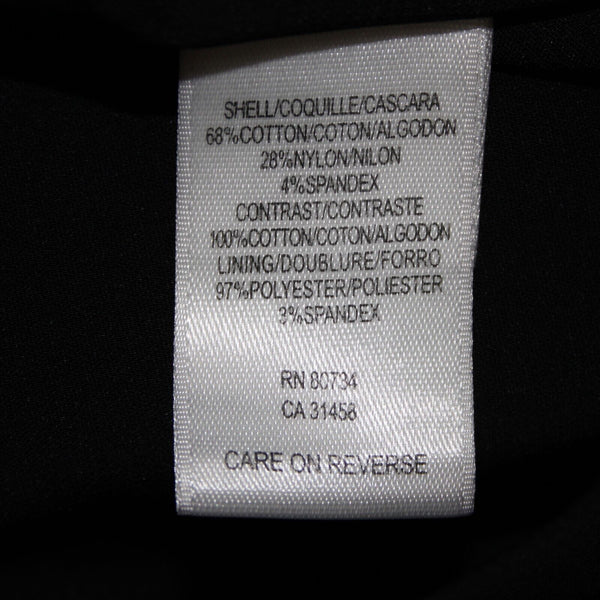 SHELL/COQUILLE/CASCARA
68%COTTON/COTON/ALGODON
28%NYLON/NILON
4%SPANDEX
CONTRAST/CONTRASTE
100%COTTON/COTON/ALGODON
LINING/DOUBLURE/FORRO
97%POLYESTER/POLIESTER
3%SPANDEX
RN 80734
CA 31458
CARE ON REVERSE